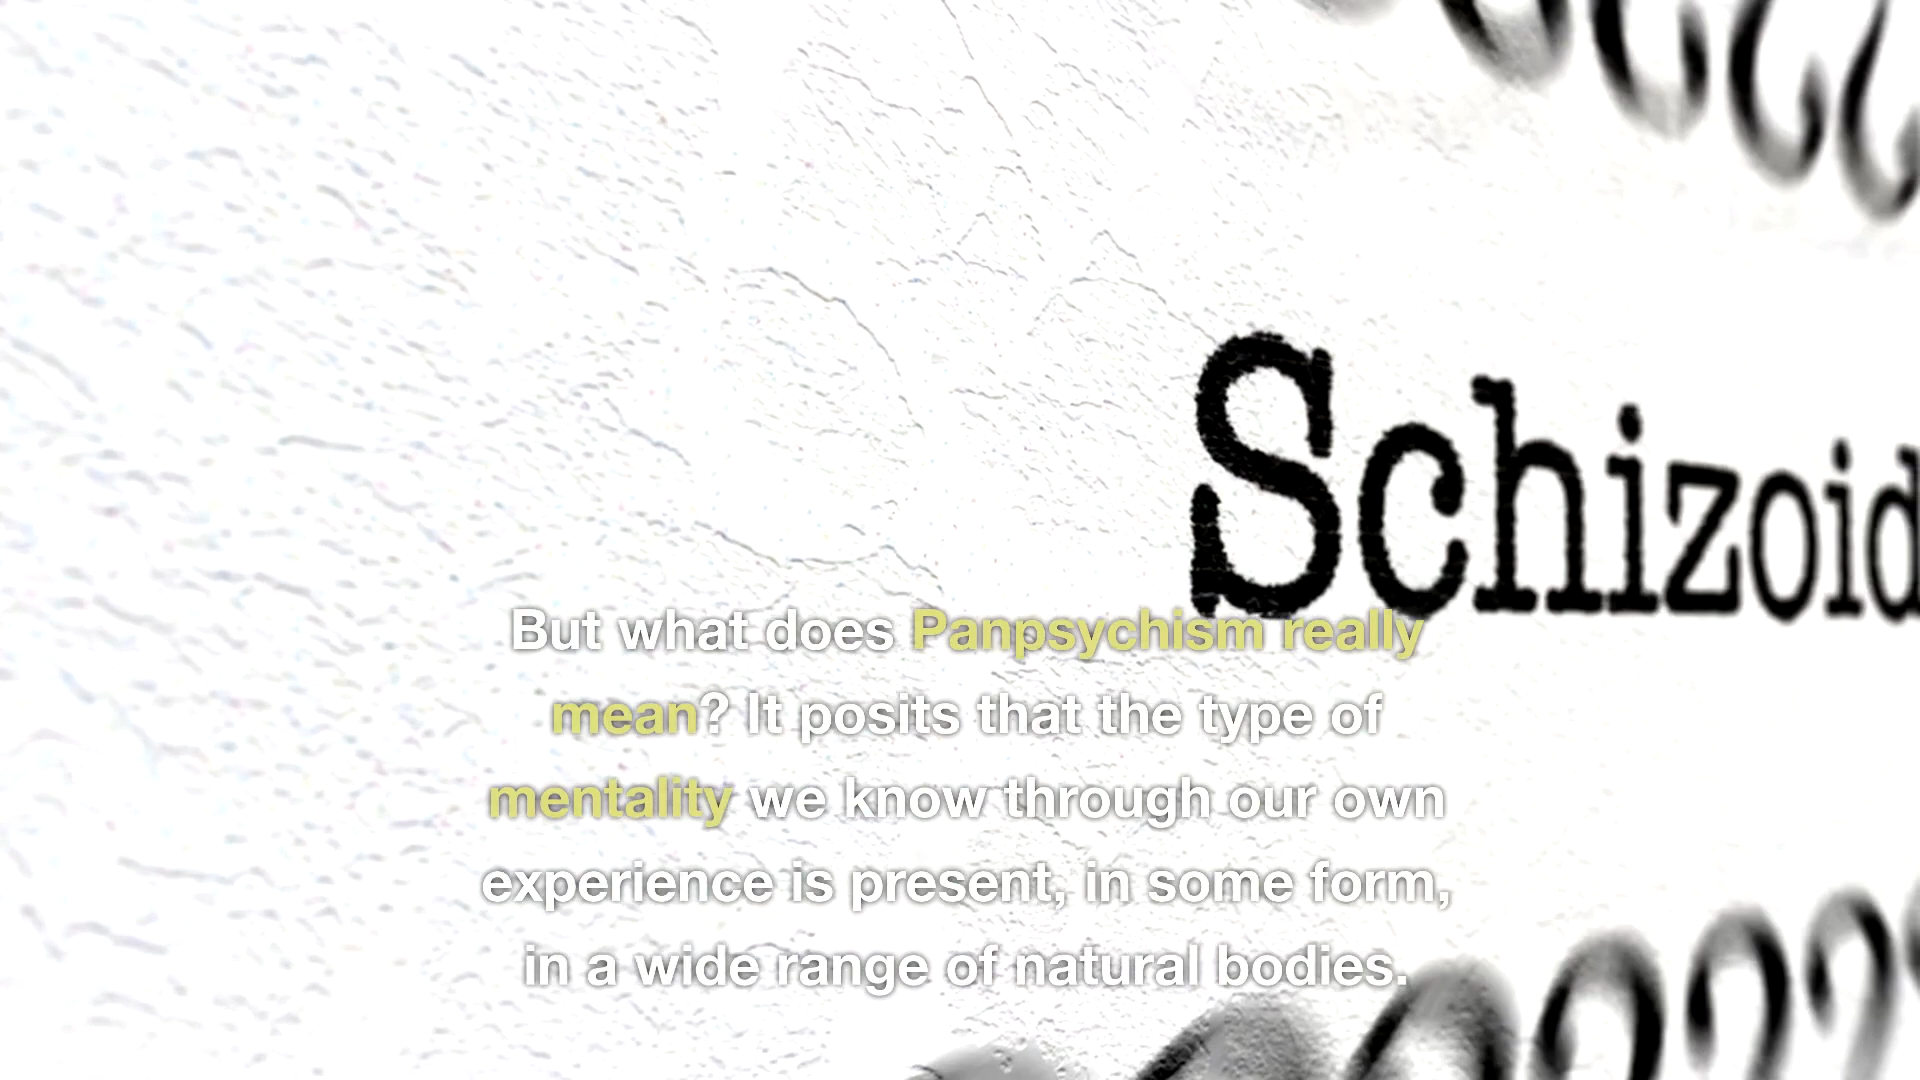 Schizoid
But what does Panpsychism really
mean? It posits that the type of
mentality we know through our own
experience is present, in some form,
in a wide range of natural bodies.